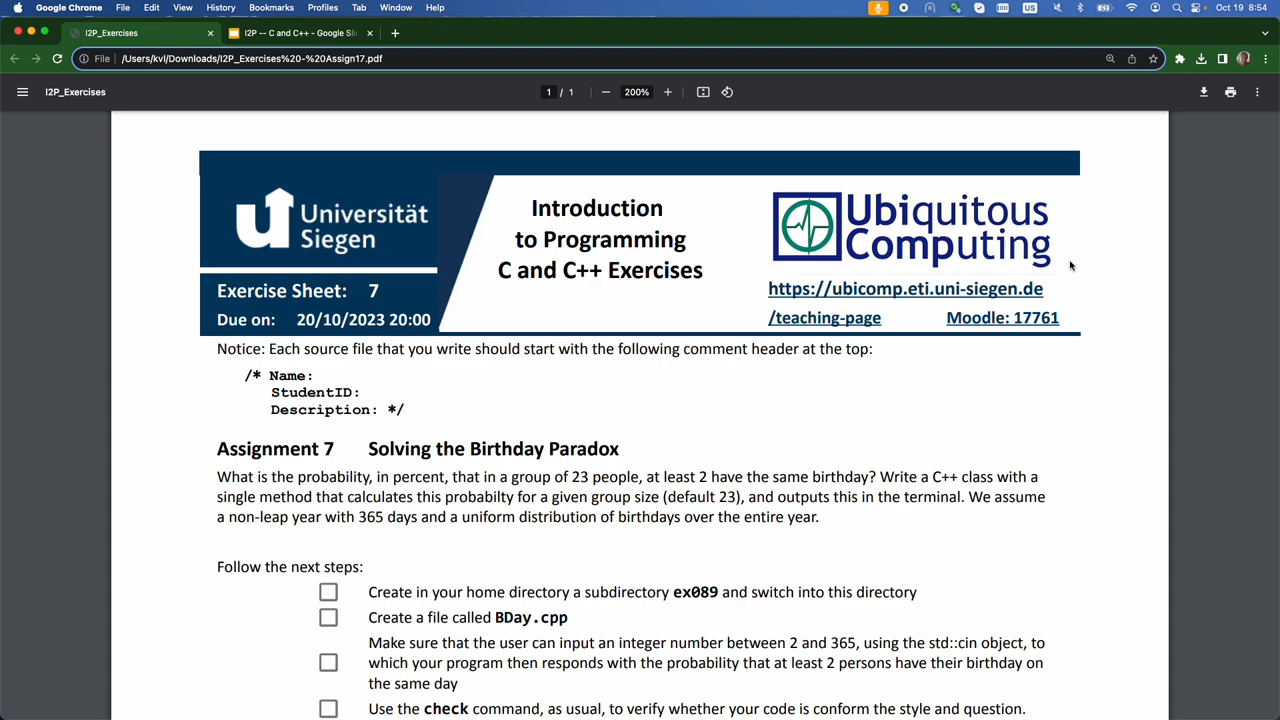 Google Chrome File Edit View History Bookmarks Profiles Tab Window Help US Oct 19 8:54
I2P_Exercises I2P -- C and C++ - Google Slid
File /Users/kvl/Downloads/I2P_Exercises%20-%20Assign17.pdf
I2P_Exercises 1 / 1 200%
Universität
Siegen
Introduction
to Programming
C and C++ Exercises
Ubiquitous
Computing
https://ubicomp.eti.uni-siegen.de
/teaching-page Moodle: 17761
Exercise Sheet: 7
Due on: 20/10/2023 20:00
Notice: Each source file that you write should start with the following comment header at the top:
/* Name:
StudentID:
Description: */
Assignment 7 Solving the Birthday Paradox
What is the probability, in percent, that in a group of 23 people, at least 2 have the same birthday? Write a C++ class with a
single method that calculates this probabilty for a given group size (default 23), and outputs this in the terminal. We assume
a non-leap year with 365 days and a uniform distribution of birthdays over the entire year.
Follow the next steps:
Create in your home directory a subdirectory ex089 and switch into this directory
Create a file called BDay.cpp
Make sure that the user can input an integer number between 2 and 365, using the std::cin object, to
which your program then responds with the probability that at least 2 persons have their birthday on
the same day
Use the check command, as usual, to verify whether your code is conform the style and question.